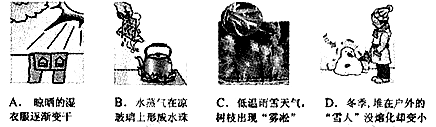 A. 晾晒的湿
衣服逐渐变干
B. 水蒸气在凉
玻璃上形成水珠
C. 低温雨雪天气，
树枝出现“雾凇”
D. 冬季，堆在户外的
“雪人”没熔化却变小